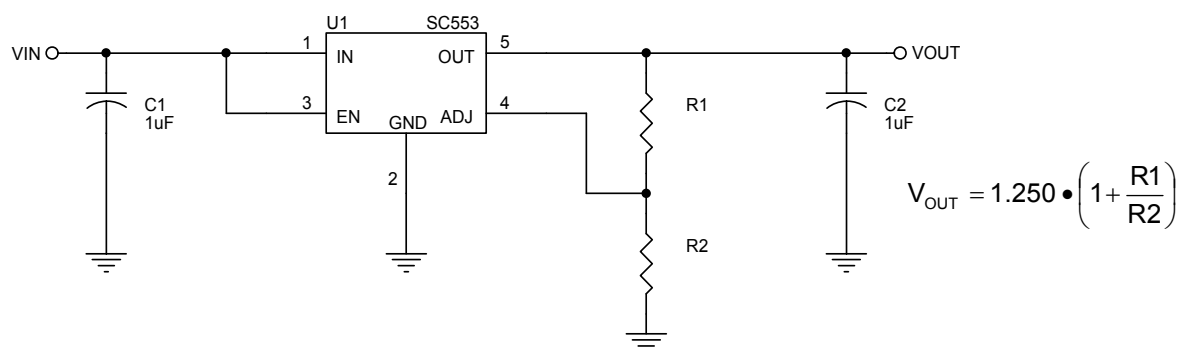 U1 SC553
VIN
1
IN
OUT
5
VOUT
3
EN
GND
ADJ
4
C1
1uF
R1
C2
1uF
2
V_OUT = 1.250 • (1 + R1/R2)
R2